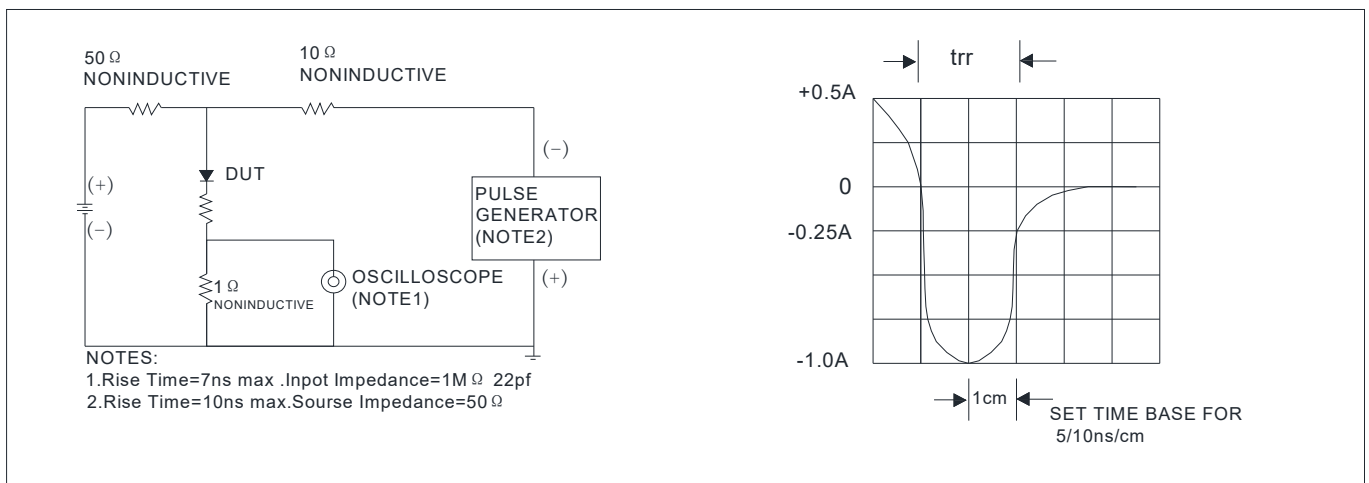 50 Ω
NONINDUCTIVE
10 Ω
NONINDUCTIVE
(+)
(−)
DUT
1 Ω
NONINDUCTIVE
OSCILLOSCOPE
(NOTE1)
(−)
PULSE
GENERATOR
(NOTE2)
(+)
NOTES:
1.Rise Time=7ns max .Inpot Impedance=1M Ω 22pf
2.Rise Time=10ns max.Sourse Impedance=50 Ω
trr
+0.5A
0
-0.25A
-1.0A
1cm
SET TIME BASE FOR
5/10ns/cm